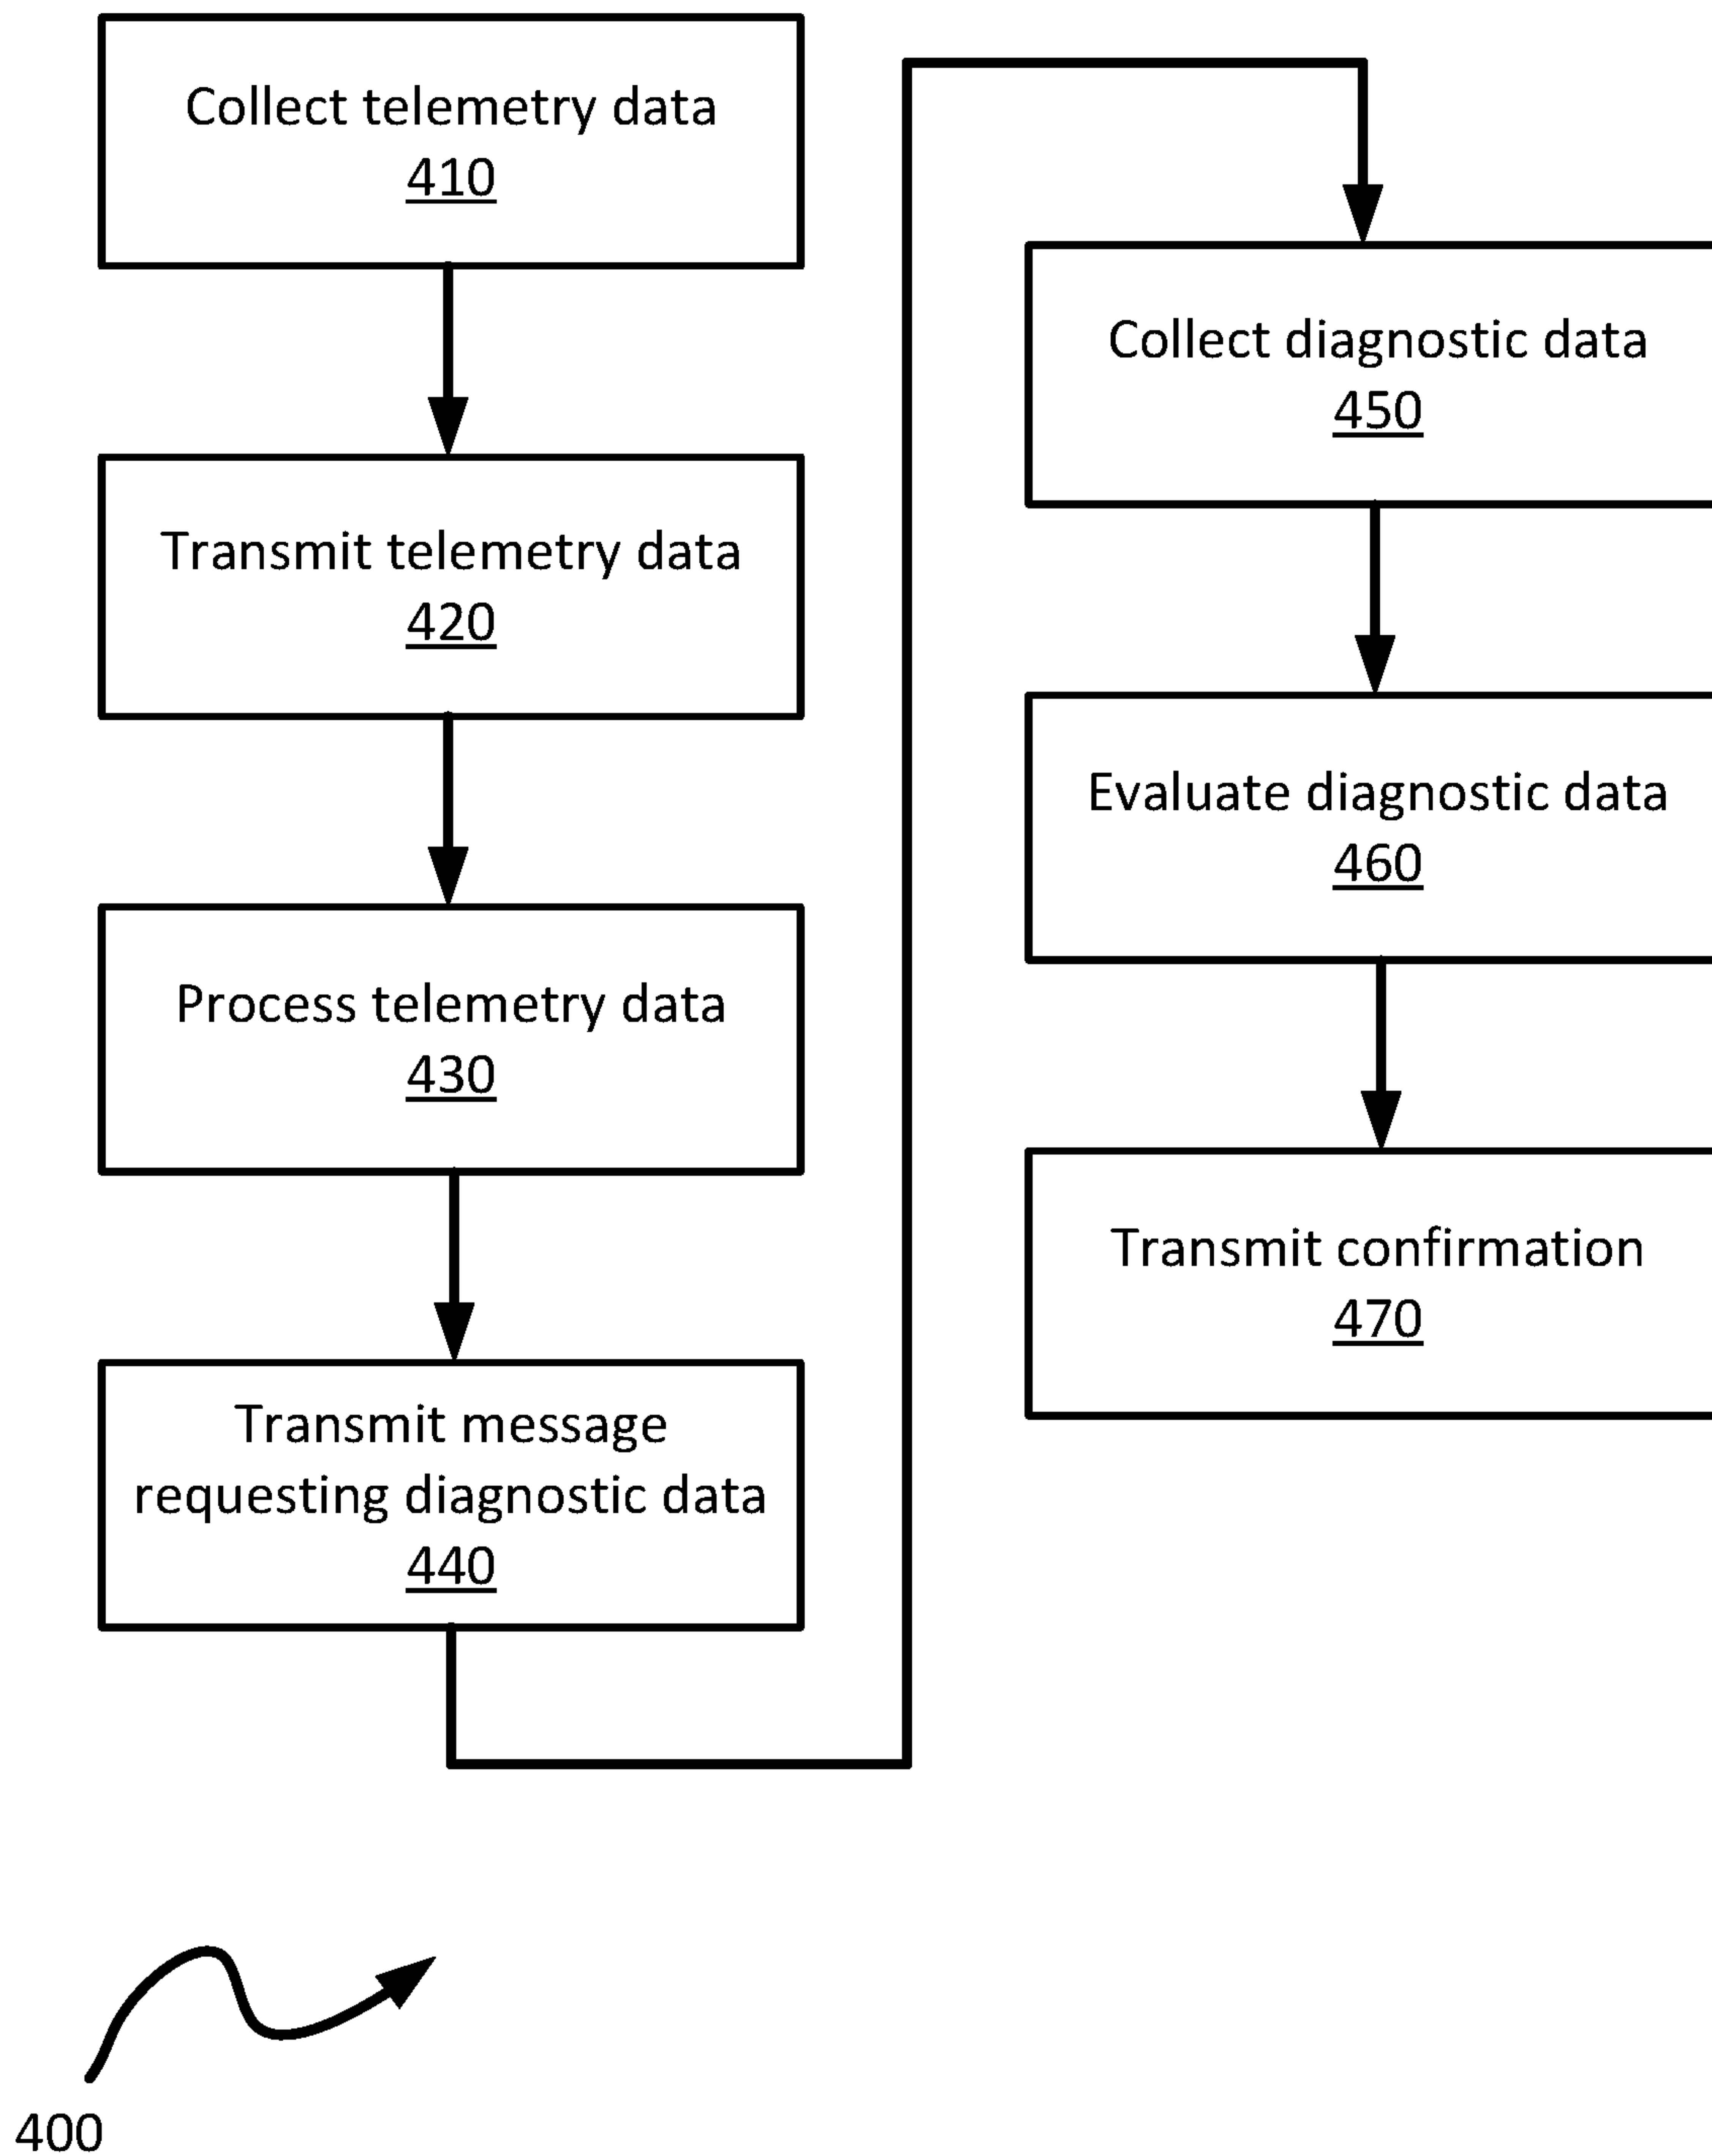 Collect telemetry data
410
Transmit telemetry data
420
Process telemetry data
430
Transmit message
requesting diagnostic data
440
Collect diagnostic data
450
Evaluate diagnostic data
460
Transmit confirmation
470
400